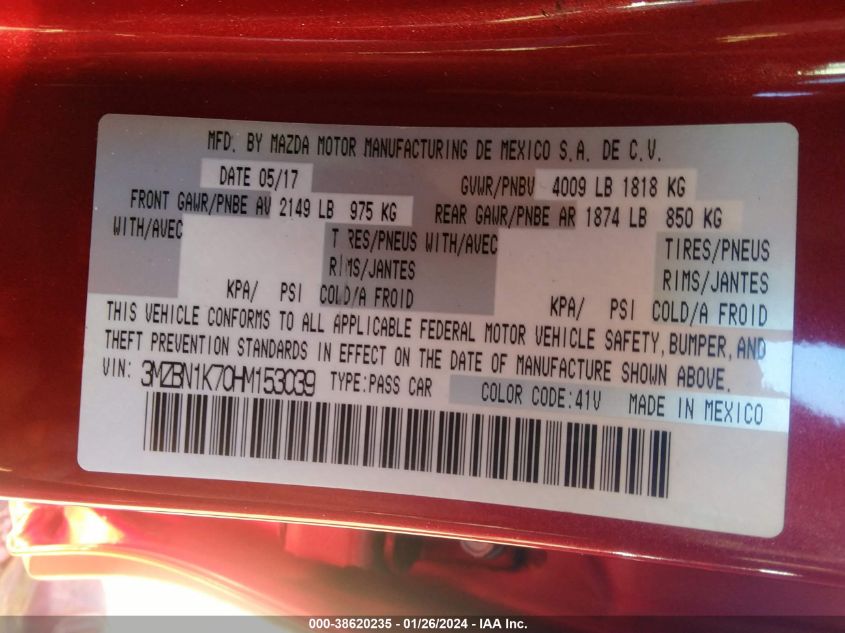 MFD. BY MAZDA MOTOR MANUFACTURING DE MEXICO S.A. DE C.V.
DATE 05/17 GVWR/PNBV 4009 LB 1818 KG
FRONT GAWR/PNBE AV 2149 LB 975 KG REAR GAWR/PNBE AR 1874 LB 850 KG
WITH/AVEC TIRES/PNEUS WITH/AVEC TIRES/PNEUS
RIMS/JANTES RIMS/JANTES
KPA/ PSI COLD/A FROID KPA/ PSI COLD/A FROID
THIS VEHICLE CONFORMS TO ALL APPLICABLE FEDERAL MOTOR VEHICLE SAFETY, BUMPER, AND
THEFT PREVENTION STANDARDS IN EFFECT ON THE DATE OF MANUFACTURE SHOWN ABOVE.
VIN: 3MZBN1K70HM153039 TYPE:PASS CAR COLOR CODE:41V MADE IN MEXICO
000-38620235 - 01/26/2024 - IAA Inc.